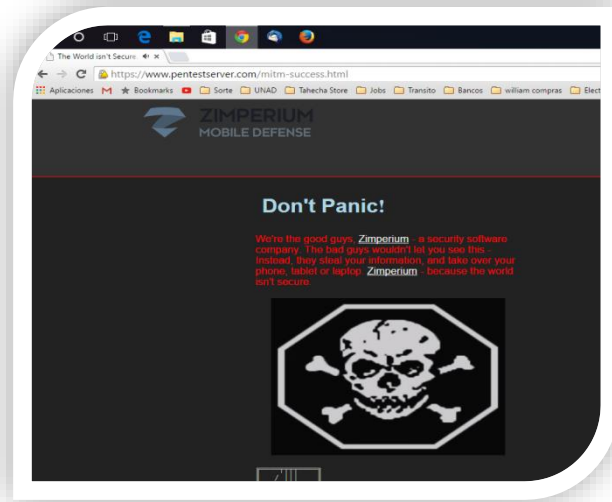 The World isn't Secure.
https://www.pentestserver.com/mitm-success.html
Aplicaciones Bookmarks Sorte UNAD Tahecha Store Jobs Transito Bancos william compras Elect
ZIMPERIUM
MOBILE DEFENSE
Don't Panic!
We're the good guys, Zimperium - a security software
company. The bad guys wouldn't let you see this -
Instead, they steal your information, and take over your
phone, tablet or laptop. Zimperium - because the world
isn't secure.